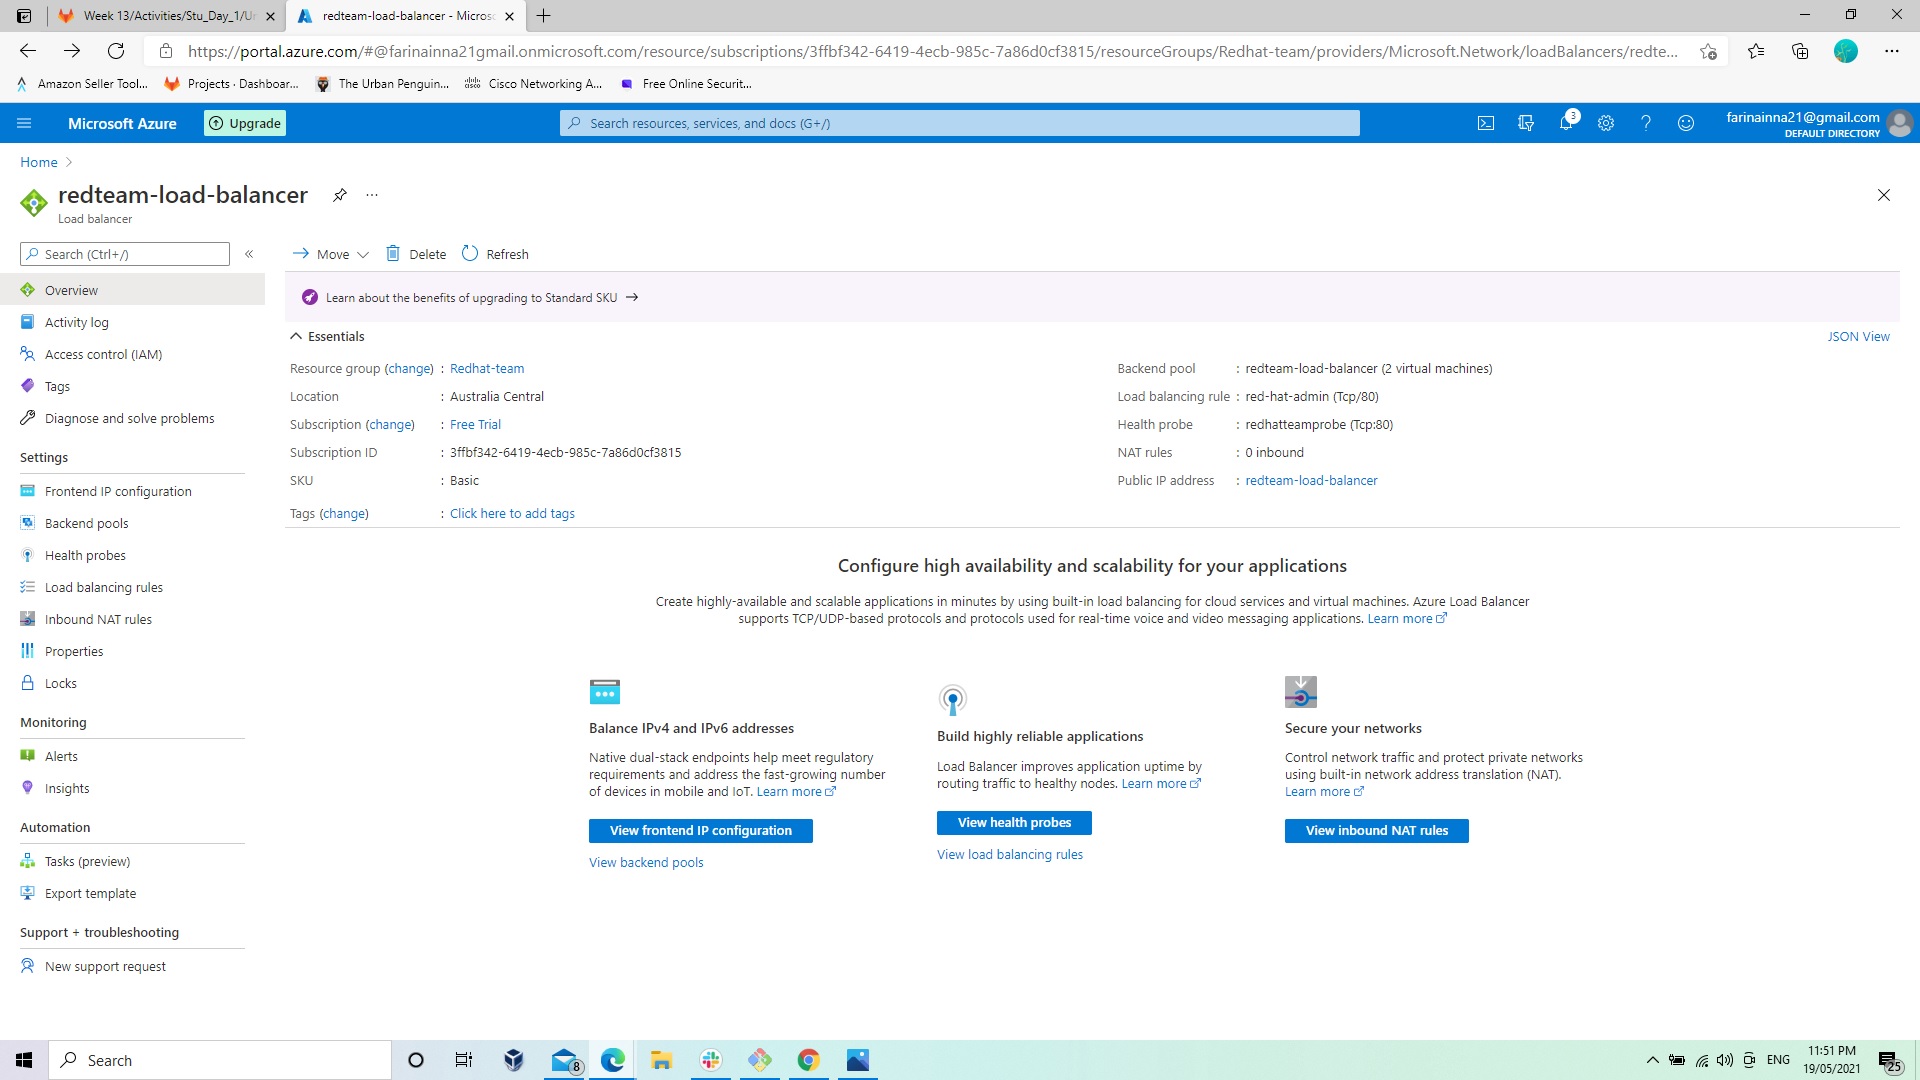 Week 13/Activities/Stu_Day_1/Ur
redteam-load-balancer - Microsoft
https://portal.azure.com/#@farinainna21gmail.onmicrosoft.com/resource/subscriptions/3ffbf342-6419-4ecb-985c-7a86d0cf3815/resourceGroups/Redhat-team/providers/Microsoft.Network/loadBalancers/redte...
Amazon Seller Tool...
Projects · Dashboar...
The Urban Penguin...
Cisco Networking A...
Free Online Securit...
Microsoft Azure
Upgrade
Search resources, services, and docs (G+/)
3
farinainna21@gmail.com
DEFAULT DIRECTORY
Home
redteam-load-balancer
Load balancer
Search (Ctrl+/)
Move
Delete
Refresh
Overview
Activity log
Access control (IAM)
Tags
Diagnose and solve problems
Settings
Frontend IP configuration
Backend pools
Health probes
Load balancing rules
Inbound NAT rules
Properties
Locks
Monitoring
Alerts
Insights
Automation
Tasks (preview)
Export template
Support + troubleshooting
New support request
Learn about the benefits of upgrading to Standard SKU
Essentials
JSON View
Resource group (change) : Redhat-team
Location : Australia Central
Subscription (change) : Free Trial
Subscription ID : 3ffbf342-6419-4ecb-985c-7a86d0cf3815
SKU : Basic
Tags (change) : Click here to add tags
Backend pool : redteam-load-balancer (2 virtual machines)
Load balancing rule : red-hat-admin (Tcp/80)
Health probe : redhatteamprobe (Tcp:80)
NAT rules : 0 inbound
Public IP address : redteam-load-balancer
Configure high availability and scalability for your applications
Create highly-available and scalable applications in minutes by using built-in load balancing for cloud services and virtual machines. Azure Load Balancer
supports TCP/UDP-based protocols and protocols used for real-time voice and video messaging applications. Learn more
Balance IPv4 and IPv6 addresses
Native dual-stack endpoints help meet regulatory
requirements and address the fast-growing number
of devices in mobile and IoT. Learn more
View frontend IP configuration
View backend pools
Build highly reliable applications
Load Balancer improves application uptime by
routing traffic to healthy nodes. Learn more
View health probes
View load balancing rules
Secure your networks
Control network traffic and protect private networks
using built-in network address translation (NAT).
Learn more
View inbound NAT rules
Search
8
ENG
11:51 PM
19/05/2021
25